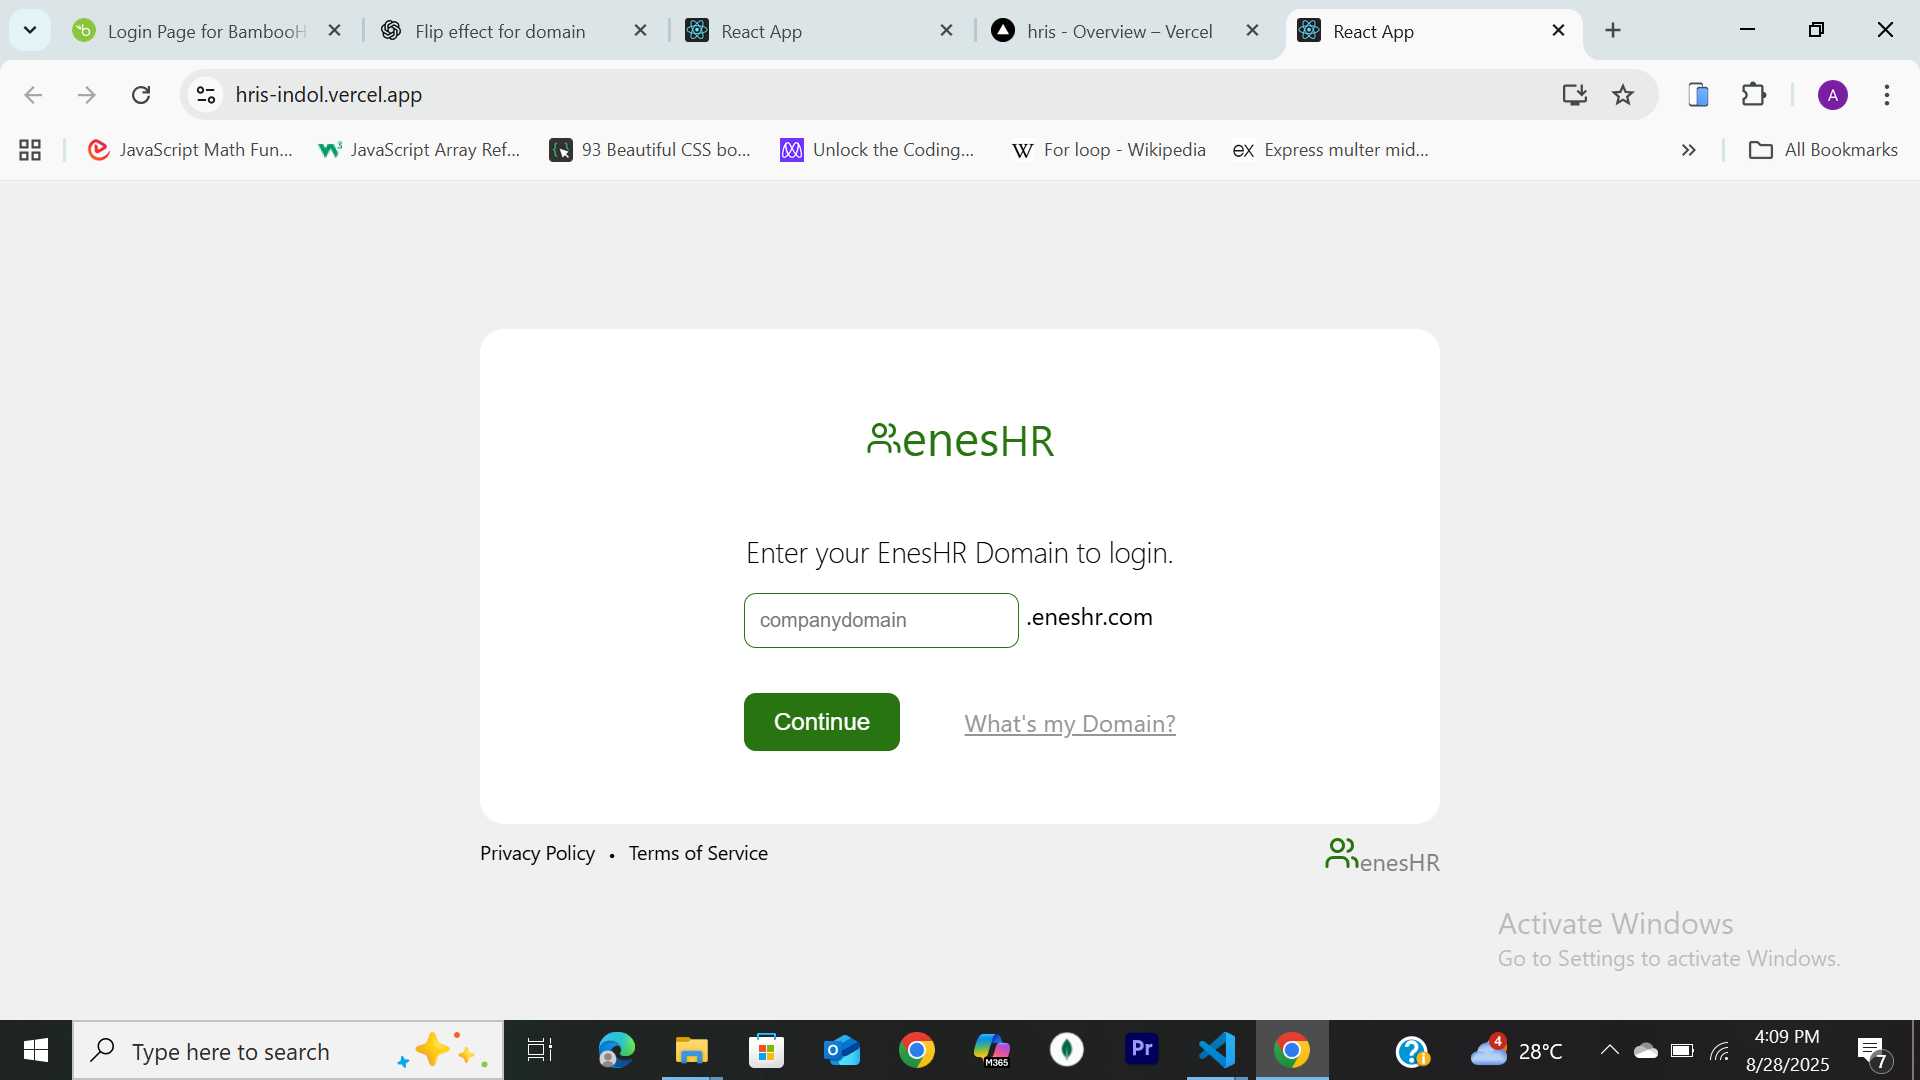 Login Page for BambooH
Flip effect for domain
React App
hris - Overview – Vercel
React App
hris-indol.vercel.app
A
JavaScript Math Fun...
JavaScript Array Ref...
93 Beautiful CSS bo...
Unlock the Coding...
W For loop - Wikipedia
ex Express multer mid...
All Bookmarks
enesHR
Enter your EnesHR Domain to login.
companydomain .eneshr.com
Continue What's my Domain?
Privacy Policy • Terms of Service
enesHR
Activate Windows
Go to Settings to activate Windows.
Type here to search
M365
Pr
4
28°C
4:09 PM
8/28/2025
7